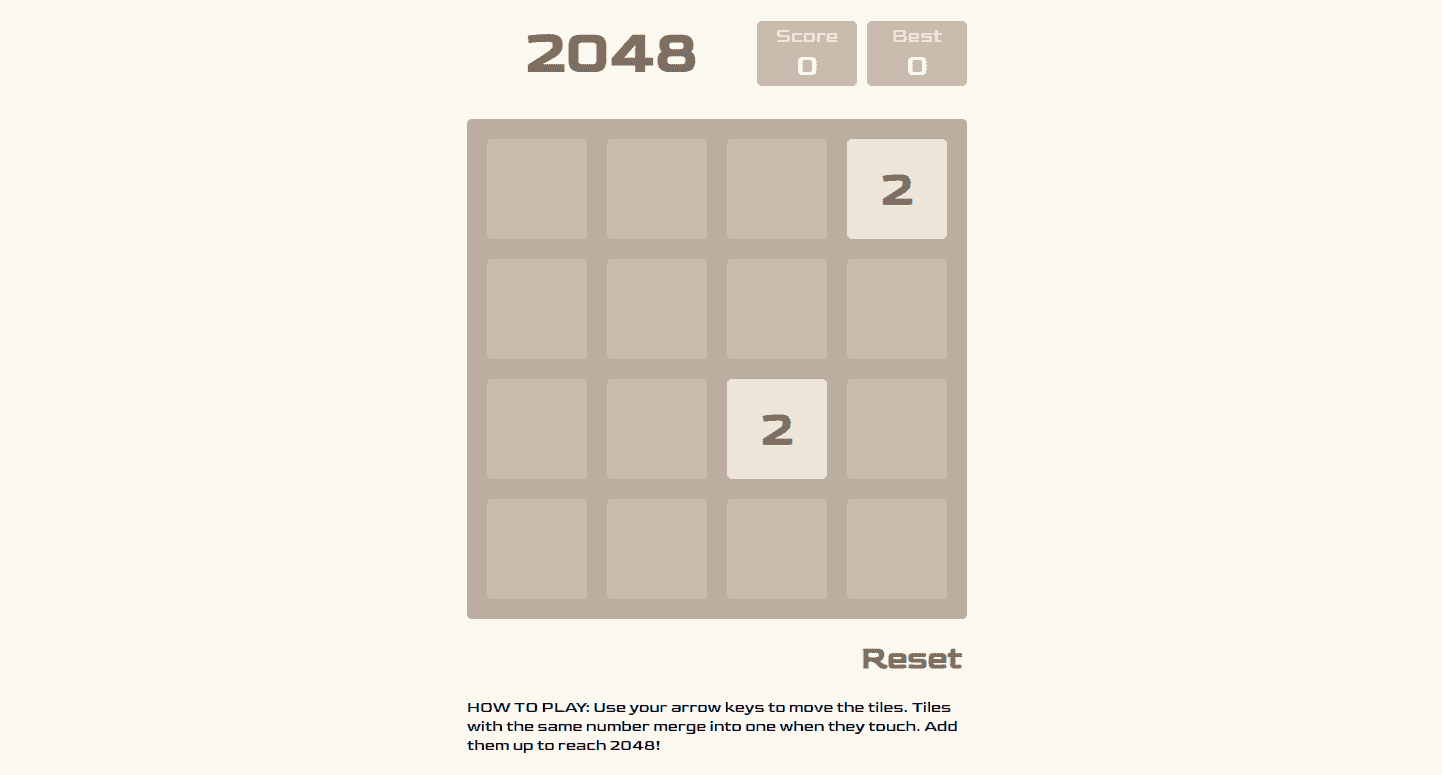 2048
Score
0
Best
0
2
2
Reset
HOW TO PLAY: Use your arrow keys to move the tiles. Tiles
with the same number merge into one when they touch. Add
them up to reach 2048!